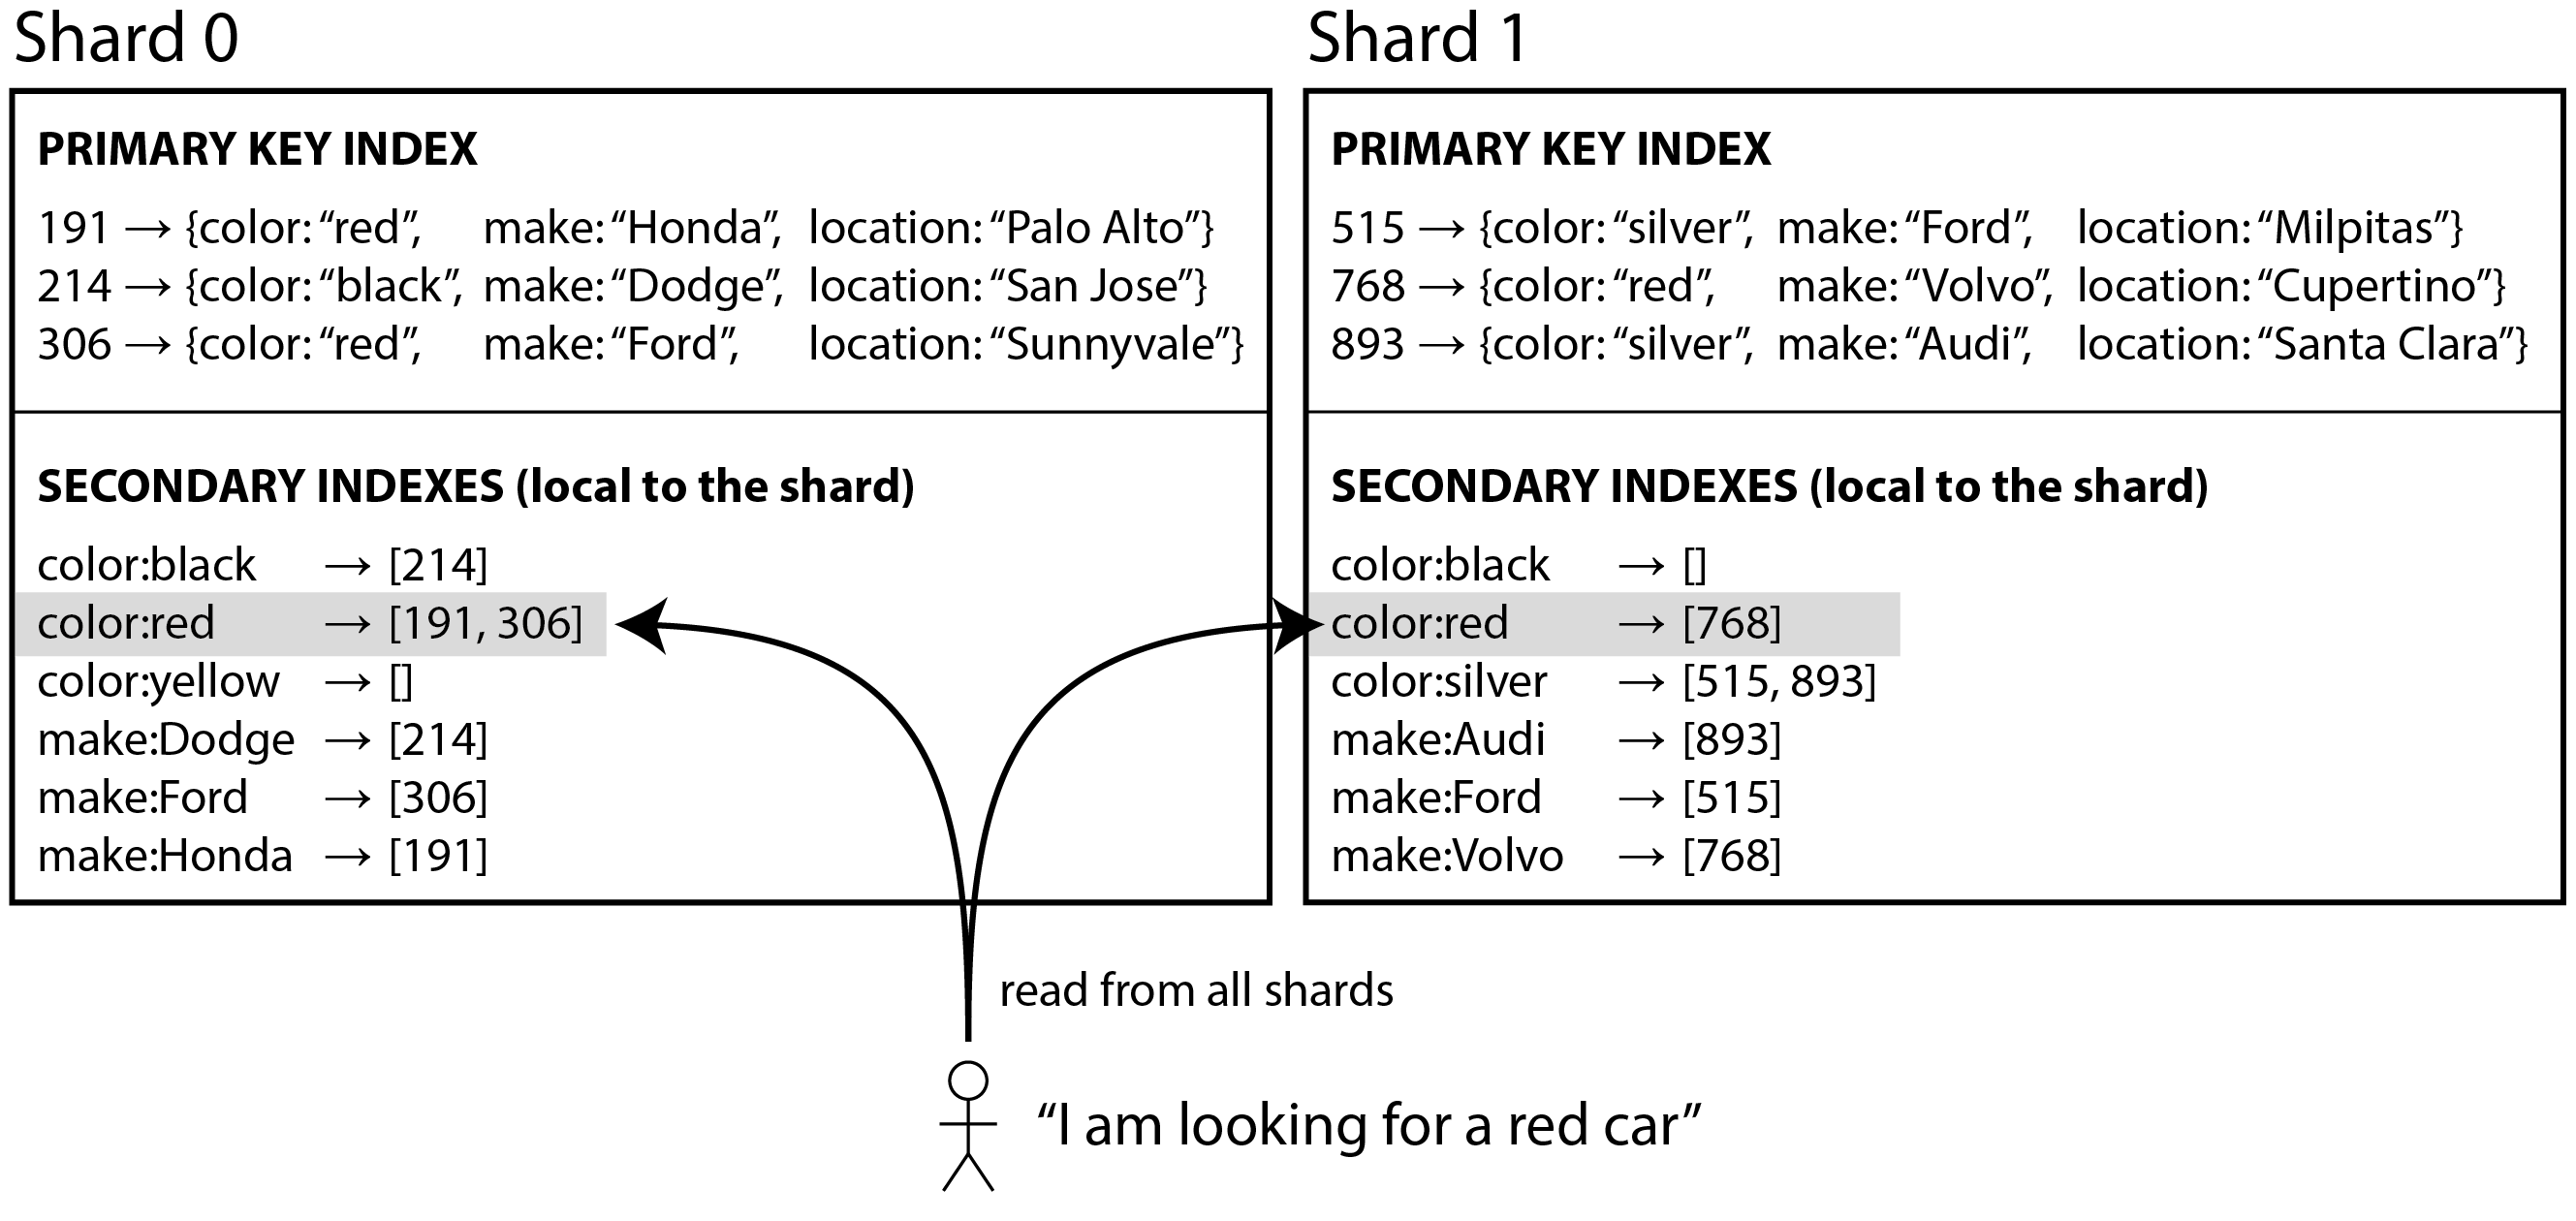 Shard 0
PRIMARY KEY INDEX
191 → {color: “red”, make: “Honda”, location: “Palo Alto”}
214 → {color: “black”, make: “Dodge”, location: “San Jose”}
306 → {color: “red”, make: “Ford”, location: “Sunnyvale”}
SECONDARY INDEXES (local to the shard)
color:black → [214]
color:red → [191, 306]
color:yellow → []
make:Dodge → [214]
make:Ford → [306]
make:Honda → [191]
Shard 1
PRIMARY KEY INDEX
515 → {color: “silver”, make: “Ford”, location: “Milpitas”}
768 → {color: “red”, make: “Volvo”, location: “Cupertino”}
893 → {color: “silver”, make: “Audi”, location: “Santa Clara”}
SECONDARY INDEXES (local to the shard)
color:black → []
color:red → [768]
color:silver → [515, 893]
make:Audi → [893]
make:Ford → [515]
make:Volvo → [768]
read from all shards
“I am looking for a red car”